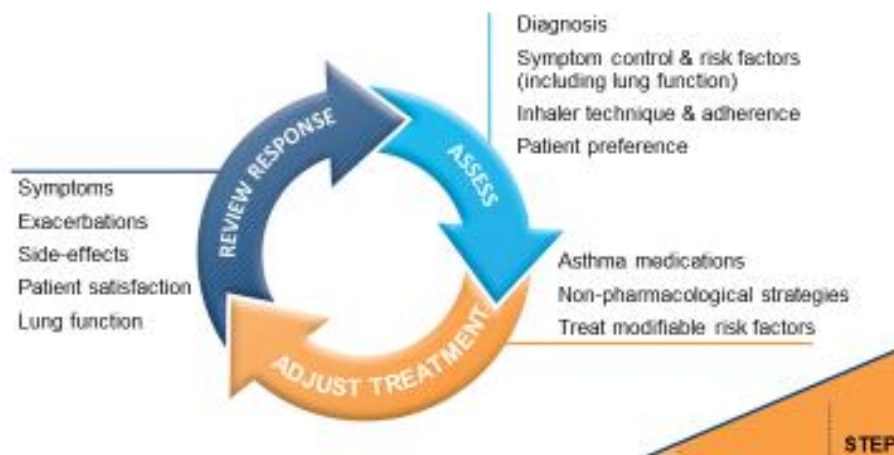 Diagnosis
Symptom control & risk factors
(including lung function)
Inhaler technique & adherence
Patient preference
ASSESS
Asthma medications
Non-pharmacological strategies
Treat modifiable risk factors
ADJUST TREATMENT
REVIEW RESPONSE
Symptoms
Exacerbations
Side-effects
Patient satisfaction
Lung function
STEP